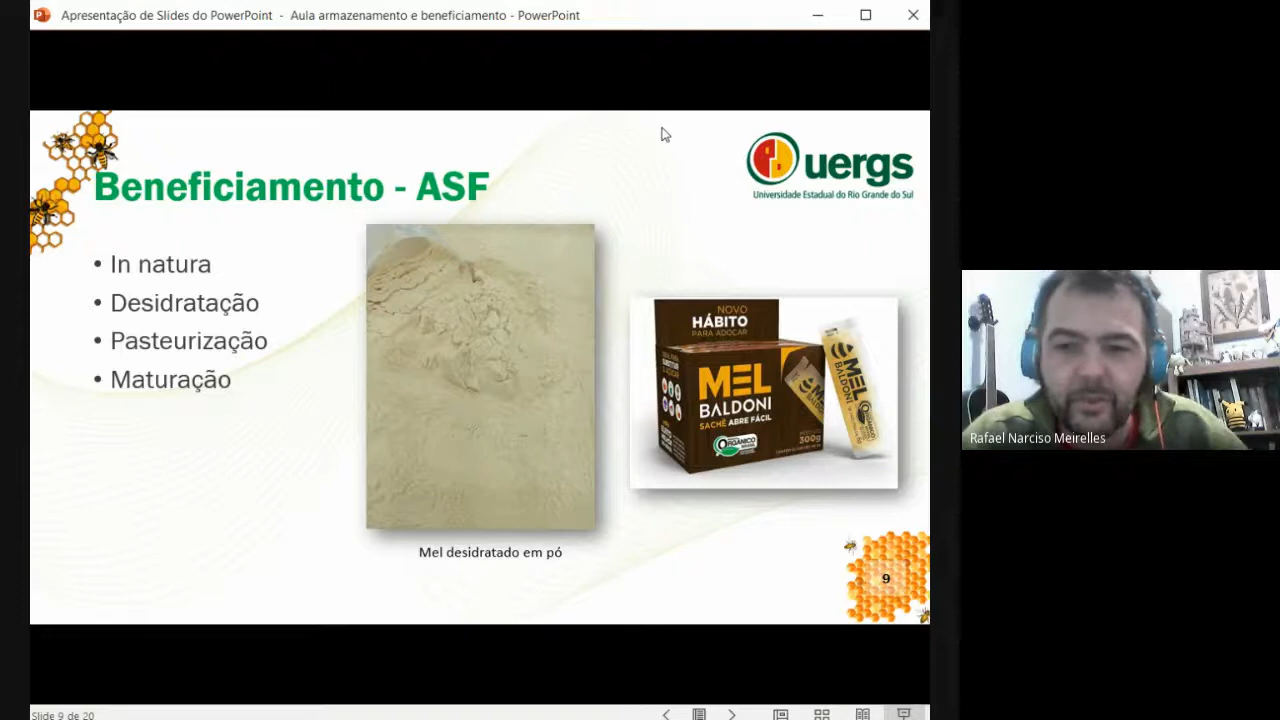 Apresentação de Slides do PowerPoint - Aula armazenamento e beneficiamento - PowerPoint
uergs
Universidade Estadual do Rio Grande do Sul
Beneficiamento - ASF
• In natura
• Desidratação
• Pasteurização
• Maturação
NOVO
HÁBITO
PARA ADOÇAR
MEL
BALDONI
SACHÊ ABRE FÁCIL
ORGÂNICO
300g
MEL
BALDONI
Mel desidratado em pó
9
Rafael Narciso Meirelles
Slide 9 de 20